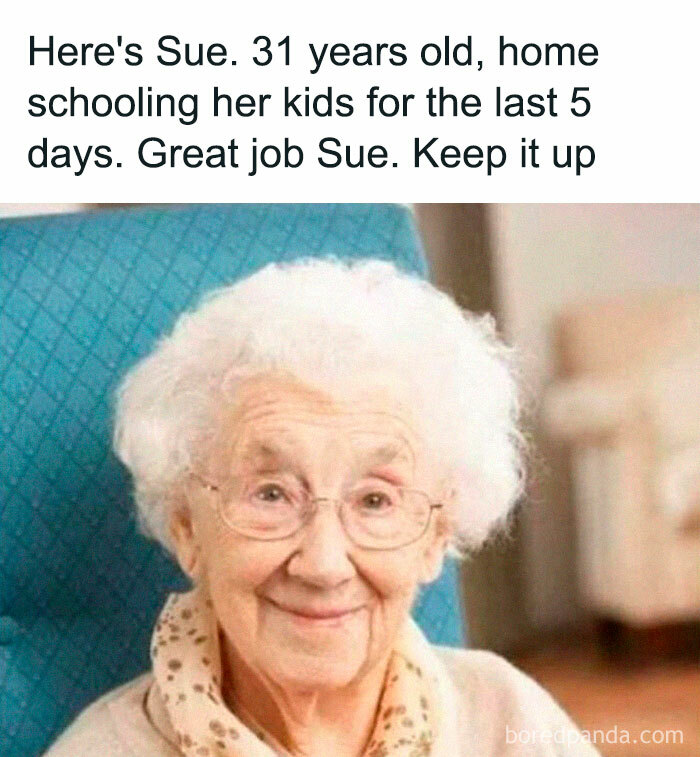 Here's Sue. 31 years old, home
schooling her kids for the last 5
days. Great job Sue. Keep it up
boredpanda.com